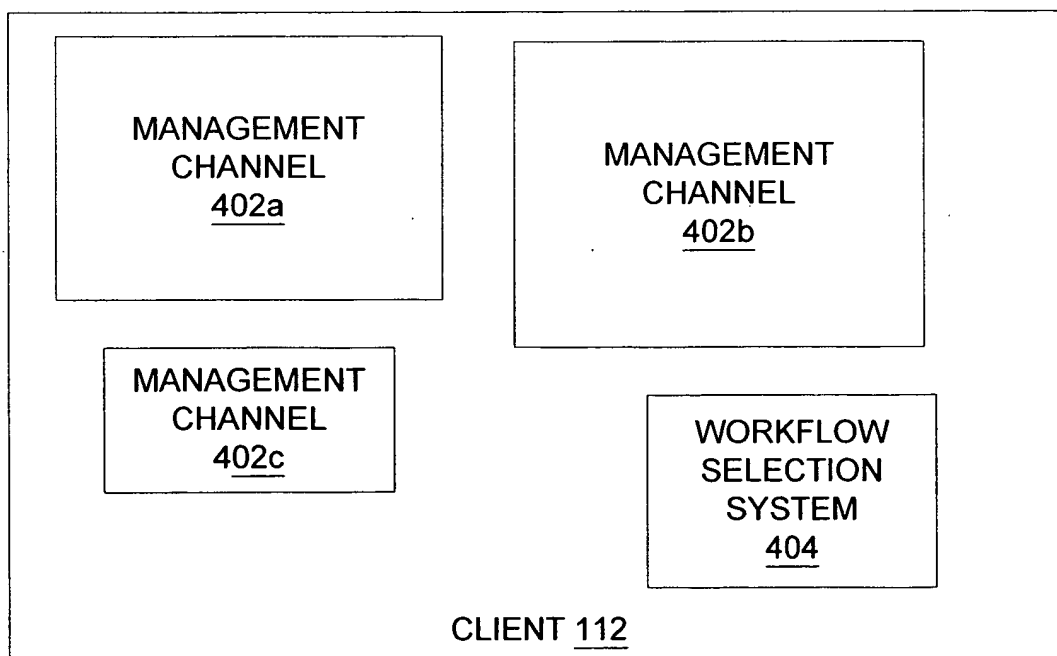 MANAGEMENT
CHANNEL
402a
MANAGEMENT
CHANNEL
402b
MANAGEMENT
CHANNEL
402c
WORKFLOW
SELECTION
SYSTEM
404
CLIENT 112